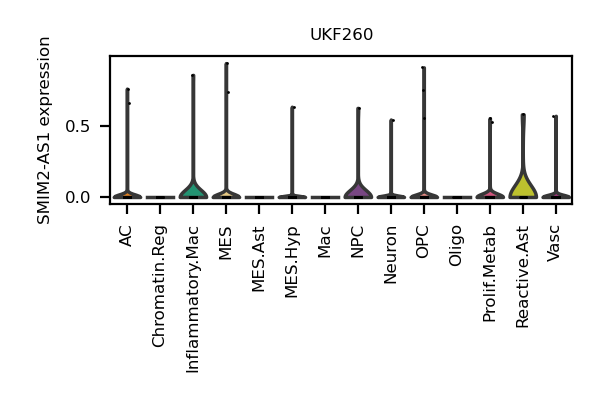 UKF260
SMIM2-AS1 expression
0.5
0.0
AC
Chromatin.Reg
Inflammatory.Mac
MES
MES.Ast
MES.Hyp
Mac
NPC
Neuron
OPC
Oligo
Prolif.Metab
Reactive.Ast
Vasc